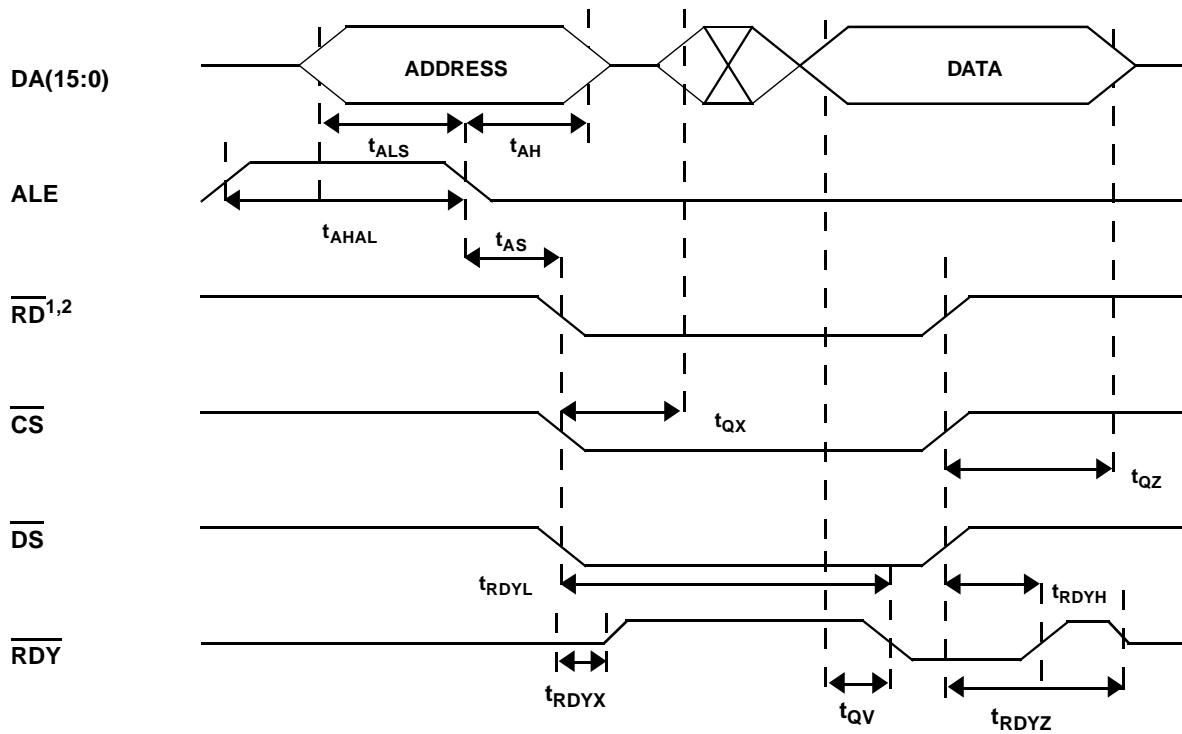 DA(15:0)
ADDRESS
DATA
tALS
tAH
ALE
tAHAL
tAS
RD1,2
CS
tQX
tQZ
DS
tRDYL
tRDYH
RDY
tRDYX
tQV
tRDYZ